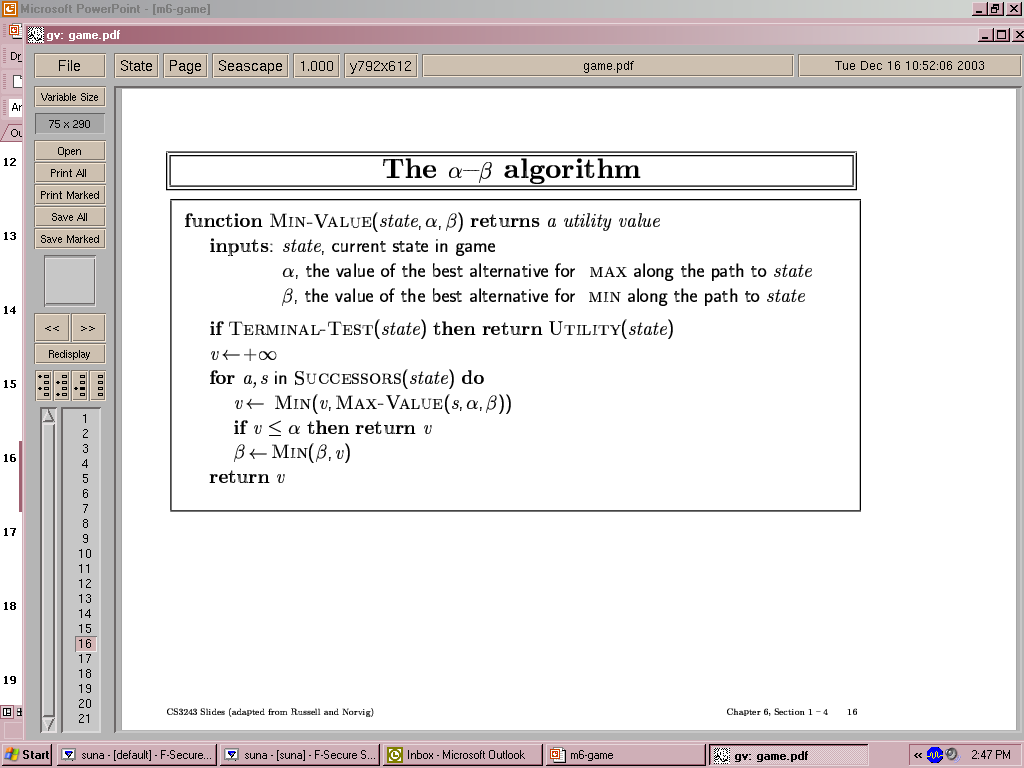 Microsoft PowerPoint - [m6-game]
gv: game.pdf
File
State
Page
Seascape
1.000
y792x612
game.pdf
Tue Dec 16 10:52:06 2003
Variable Size
75 x 290
Open
Print All
Print Marked
Save All
Save Marked
<< >>
Redisplay
1
2
3
4
5
6
7
8
9
10
11
12
13
14
15
16
17
18
19
20
21
Dr
Ar
Ou
12
13
14
15
16
17
18
19
The α–β algorithm
function MIN-VALUE(state, α, β) returns a utility value
inputs: state, current state in game
α, the value of the best alternative for MAX along the path to state
β, the value of the best alternative for MIN along the path to state
if TERMINAL-TEST(state) then return UTILITY(state)
v ← +∞
for a, s in SUCCESSORS(state) do
v ← MIN(v, MAX-VALUE(s, α, β))
if v ≤ α then return v
β ← MIN(β, v)
return v
CS3243 Slides (adapted from Russell and Norvig)
Chapter 6, Section 1 – 4 16
Start
suna - [default] - F-Secure...
suna - [suna] - F-Secure S...
Inbox - Microsoft Outlook
m6-game
gv: game.pdf
«
2:47 PM